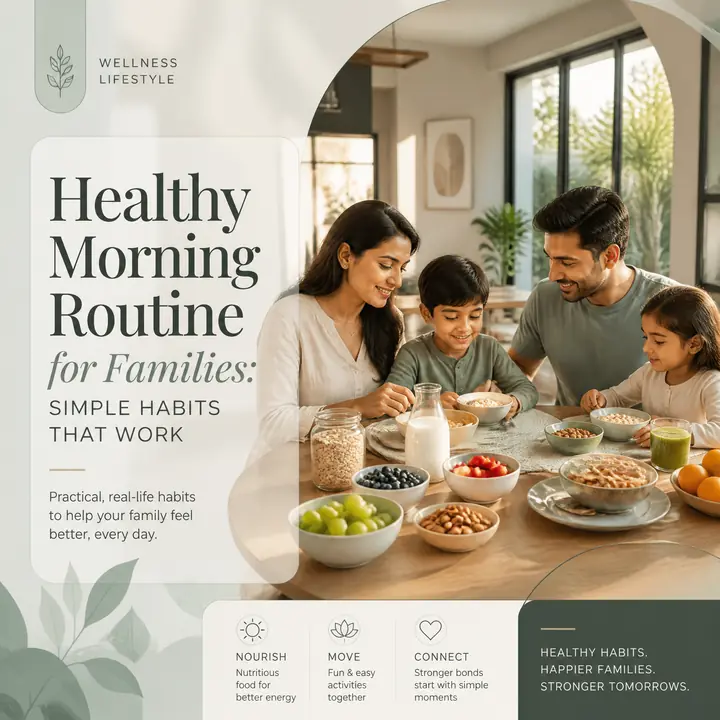 WELLNESS
LIFESTYLE
Healthy
Morning
Routine
for Families:
SIMPLE HABITS
THAT WORK
Practical, real-life habits
to help your family feel
better, every day.
NOURISH
Nutritious
food for
better energy
MOVE
Fun & easy
activities
together
CONNECT
Stronger bonds
start with simple
moments
HEALTHY HABITS.
HAPPIER FAMILIES.
STRONGER TOMORROWS.